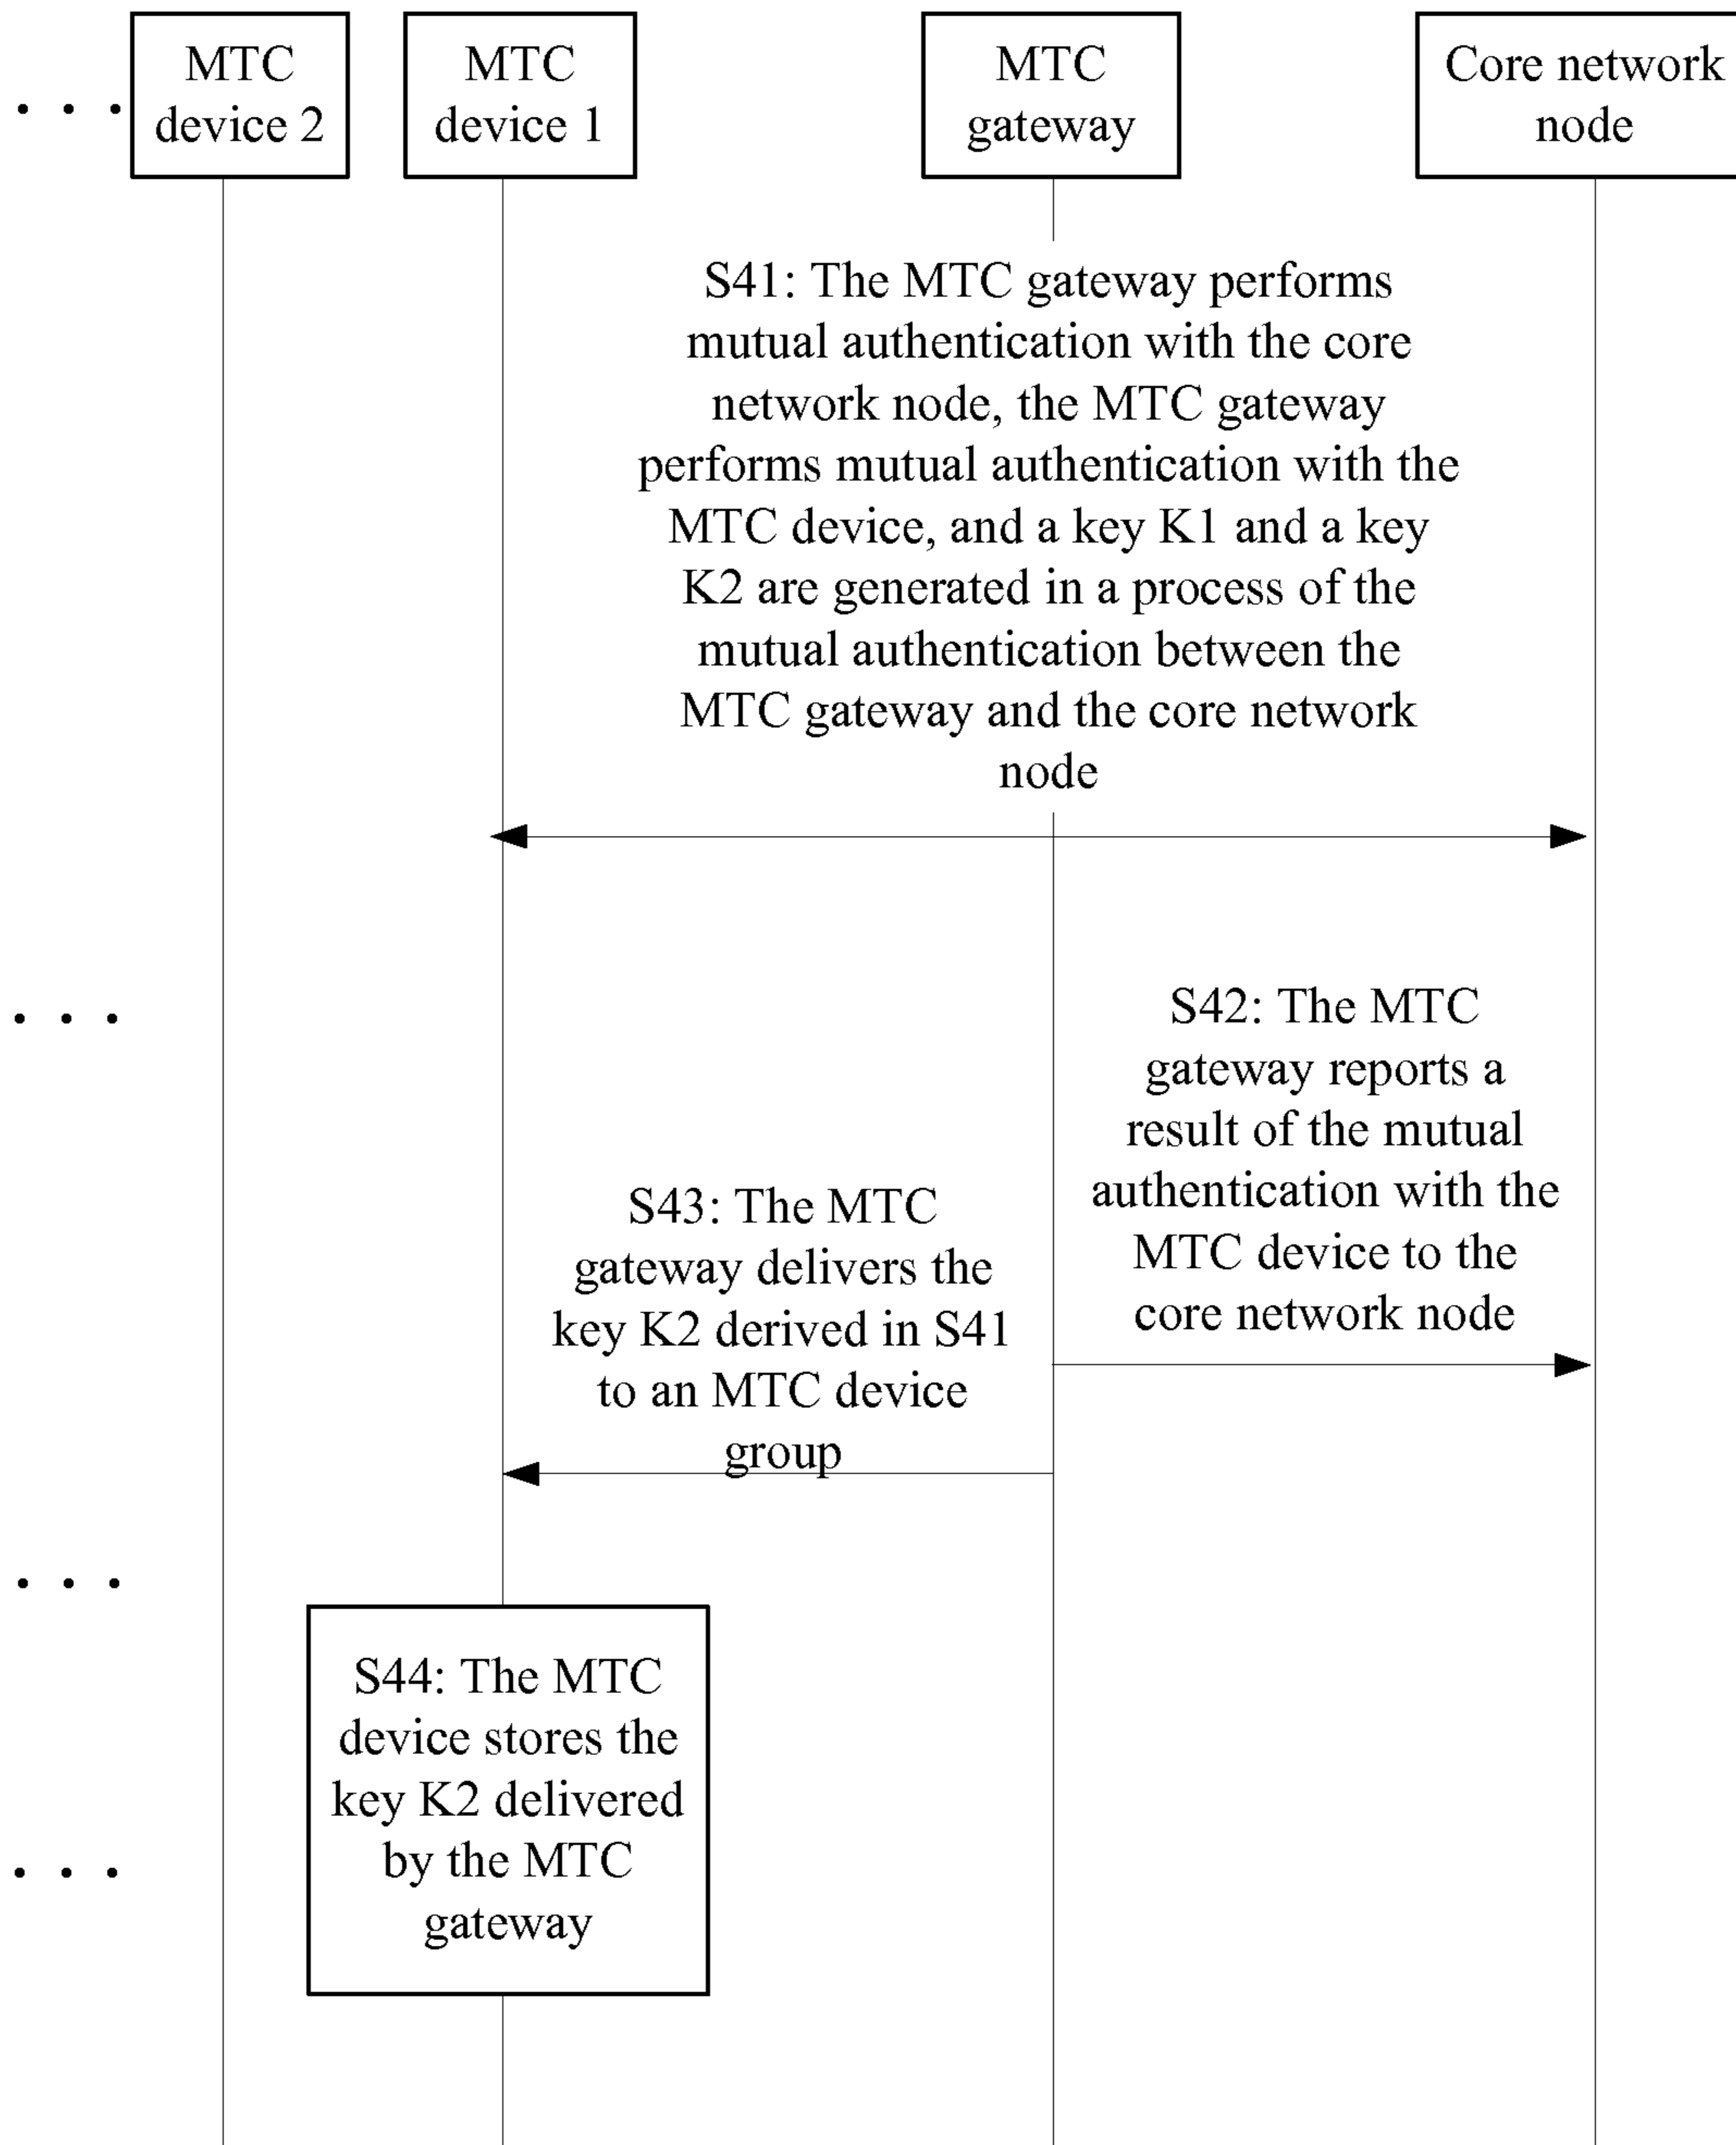 MTC
device 2
MTC
device 1
MTC
gateway
Core network
node
S41: The MTC gateway performs
mutual authentication with the core
network node, the MTC gateway
performs mutual authentication with the
MTC device, and a key K1 and a key
K2 are generated in a process of the
mutual authentication between the
MTC gateway and the core network
node
S42: The MTC
gateway reports a
result of the mutual
authentication with the
MTC device to the
core network node
S43: The MTC
gateway delivers the
key K2 derived in S41
to an MTC device
group
S44: The MTC
device stores the
key K2 delivered
by the MTC
gateway